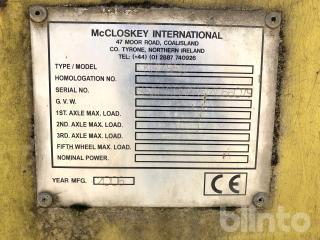 McCLOSKEY INTERNATIONAL
47 MOOR ROAD, COALISLAND
CO. TYRONE, NORTHERN IRELAND
TEL: (+44) (0) 2887 740926
TYPE / MODEL
HOMOLOGATION NO.
SERIAL NO.
G. V. W.
1ST. AXLE MAX. LOAD.
2ND. AXLE MAX. LOAD.
3RD. AXLE MAX. LOAD.
FIFTH WHEEL MAX. LOAD.
NOMINAL POWER.
YEAR MFG. 2006 CE
blinto